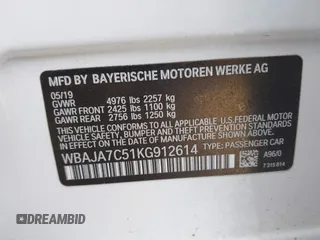 MFD BY BAYERISCHE MOTOREN WERKE AG
05/19
GVWR 4976 lbs 2257 kg
GAWR FRONT 2425 lbs 1100 kg
GAWR REAR 2756 lbs 1250 kg
THIS VEHICLE CONFORMS TO ALL APPLICABLE U.S. FEDERAL MOTOR
VEHICLE SAFETY, BUMPER, AND THEFT PREVENTION STANDARDS
IN EFFECT ON THE DATE OF MANUFACTURE SHOWN ABOVE.
WBAJA7C51KG912614 TYPE: PASSENGER CAR
A96/0
DREAMBID